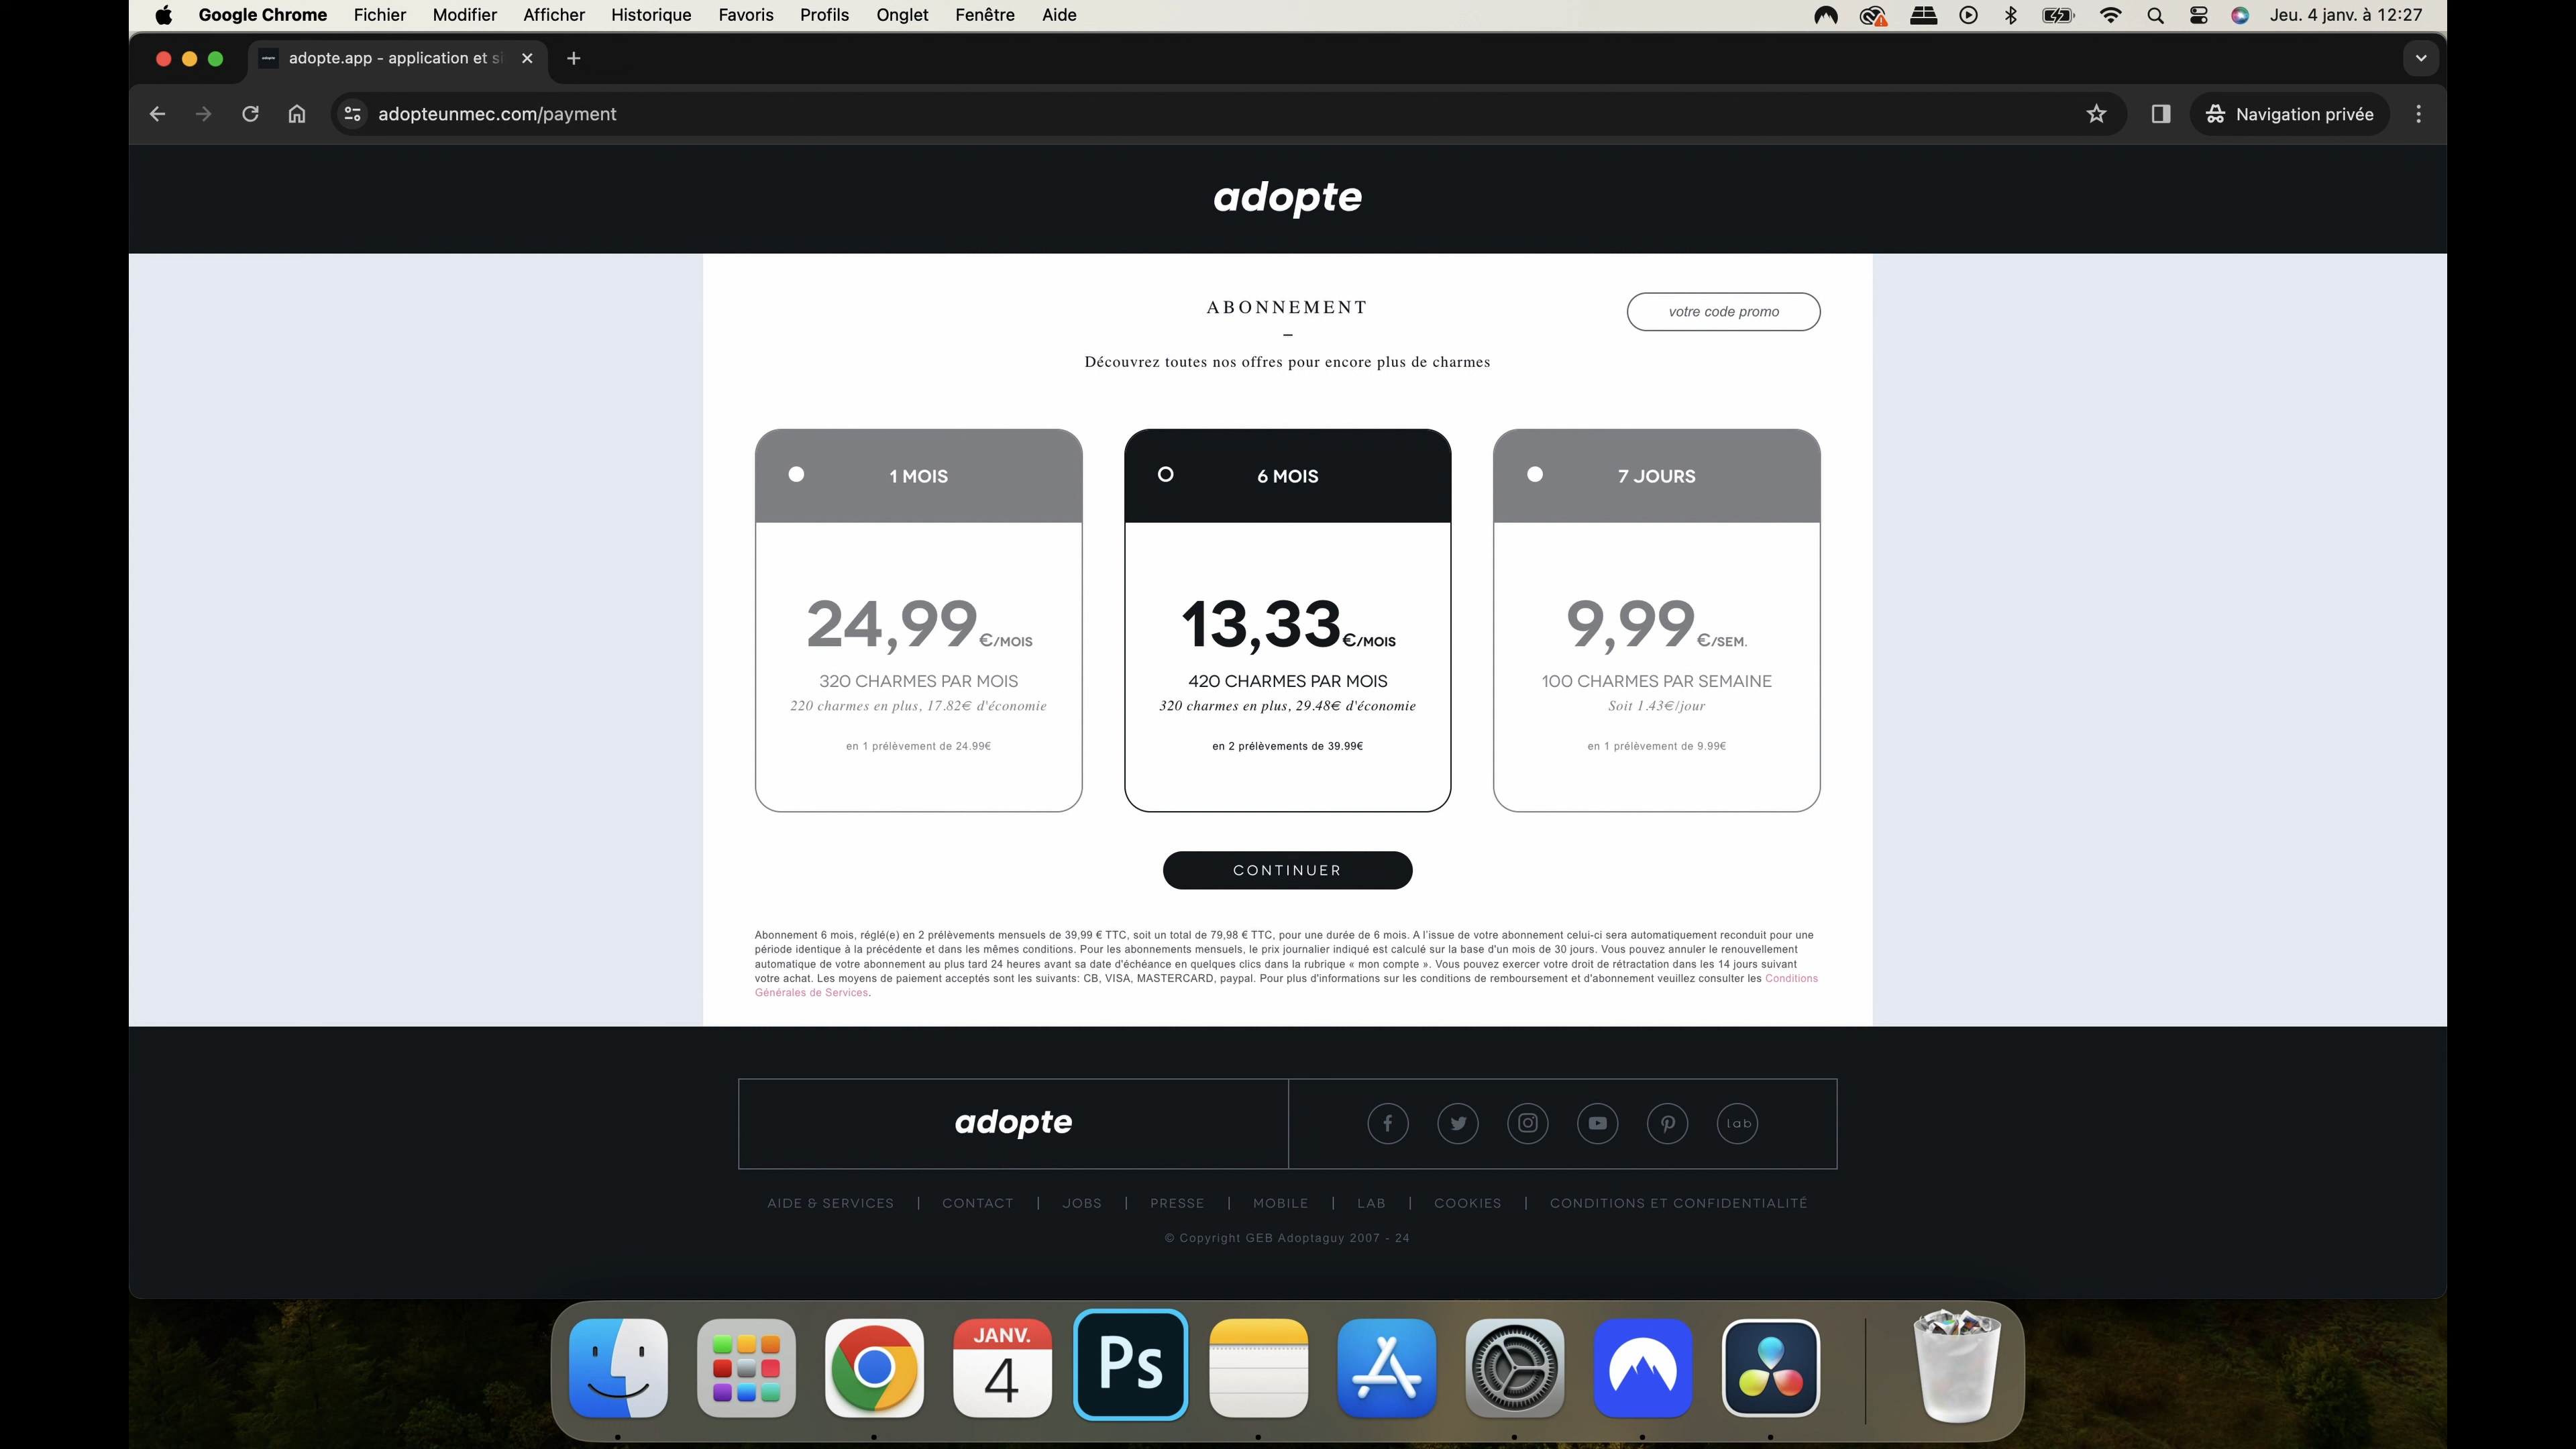 Google Chrome Fichier Modifier Afficher Historique Favoris Profils Onglet Fenêtre Aide Jeu. 4 janv. à 12:27
adopte.app - application et si
adopteunmec.com/payment Navigation privée
adopte
ABONNEMENT
votre code promo
–
Découvrez toutes nos offres pour encore plus de charmes
1 MOIS
24,99€/MOIS
320 CHARMES PAR MOIS
220 charmes en plus, 17.82€ d'économie
en 1 prélèvement de 24.99€
6 MOIS
13,33€/MOIS
420 CHARMES PAR MOIS
320 charmes en plus, 29.48€ d'économie
en 2 prélèvements de 39.99€
7 JOURS
9,99€/SEM.
100 CHARMES PAR SEMAINE
Soit 1.43€/jour
en 1 prélèvement de 9.99€
CONTINUER
Abonnement 6 mois, réglé(e) en 2 prélèvements mensuels de 39,99 € TTC, soit un total de 79,98 € TTC, pour une durée de 6 mois. A l'issue de votre abonnement celui-ci sera automatiquement reconduit pour une
période identique à la précédente et dans les mêmes conditions. Pour les abonnements mensuels, le prix journalier indiqué est calculé sur la base d'un mois de 30 jours. Vous pouvez annuler le renouvellement
automatique de votre abonnement au plus tard 24 heures avant sa date d'échéance en quelques clics dans la rubrique « mon compte ». Vous pouvez exercer votre droit de rétractation dans les 14 jours suivant
votre achat. Les moyens de paiement acceptés sont les suivants: CB, VISA, MASTERCARD, paypal. Pour plus d'informations sur les conditions de remboursement et d'abonnement veuillez consulter les Conditions
Générales de Services.
adopte
lab
AIDE & SERVICES | CONTACT | JOBS | PRESSE | MOBILE | LAB | COOKIES | CONDITIONS ET CONFIDENTIALITÉ
© Copyright GEB Adoptaguy 2007 - 24
JANV.
4
Ps